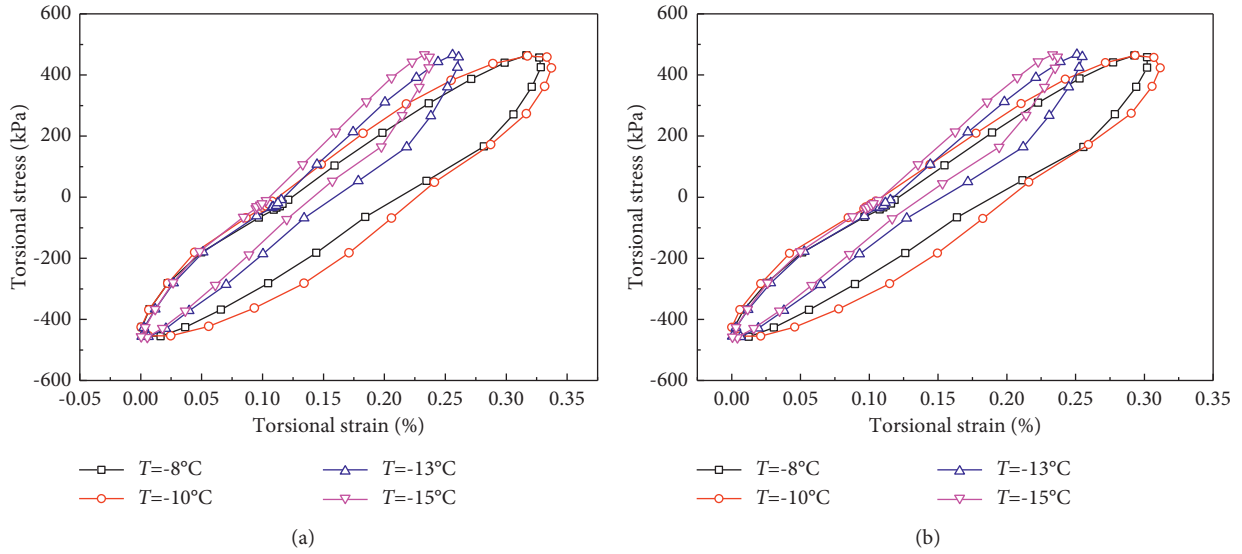 600
400
200
0
-200
-400
-600
Torsional stress (kPa)
-0.05 0.00 0.05 0.10 0.15 0.20 0.25 0.30 0.35
Torsional strain (%)
T=-8°C
T=-10°C
T=-13°C
T=-15°C
(a)
600
400
200
0
-200
-400
-600
Torsional stress (kPa)
0.00 0.05 0.10 0.15 0.20 0.25 0.30 0.35
Torsional strain (%)
T=-8°C
T=-10°C
T=-13°C
T=-15°C
(b)